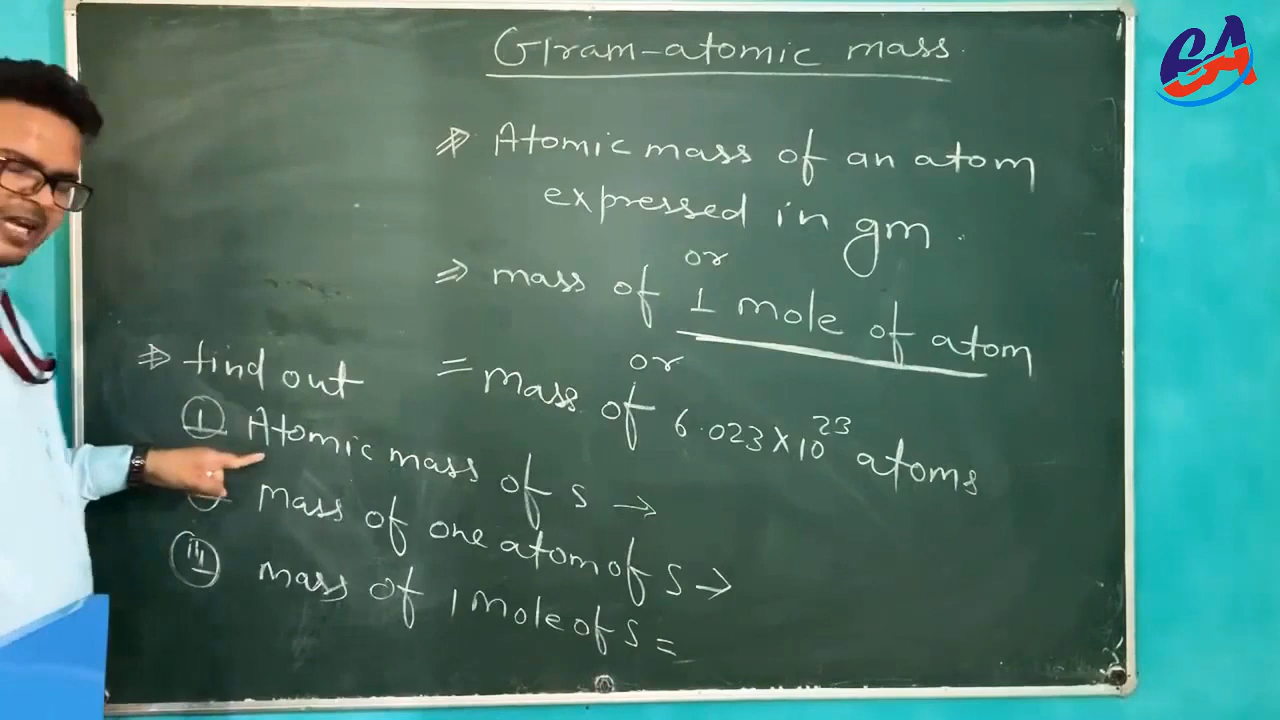 Gram-atomic mass
⇒ Atomic mass of an atom
expressed in gm.
or
⇒ mass of 1 mole of atom
or
= mass of 6.023×10²³ atoms
⇒ find out
I Atomic mass of S →
mass of one atom of S →
III mass of 1 mole of S =